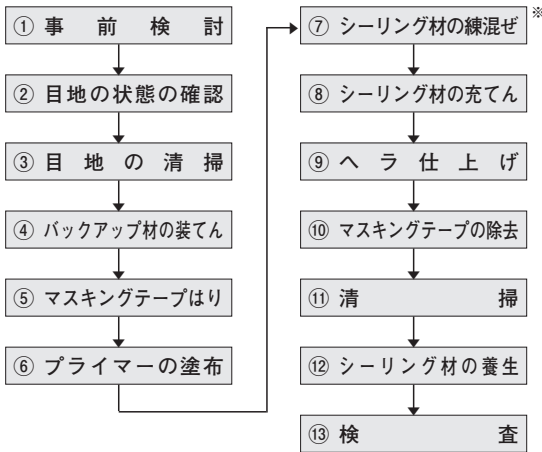 ① 事前検討
② 目地の状態の確認
③ 目地の清掃
④ バックアップ材の装てん
⑤ マスキングテープはり
⑥ プライマーの塗布
⑦ シーリング材の練混ぜ ※
⑧ シーリング材の充てん
⑨ ヘラ仕上げ
⑩ マスキングテープの除去
⑪ 清掃
⑫ シーリング材の養生
⑬ 検査